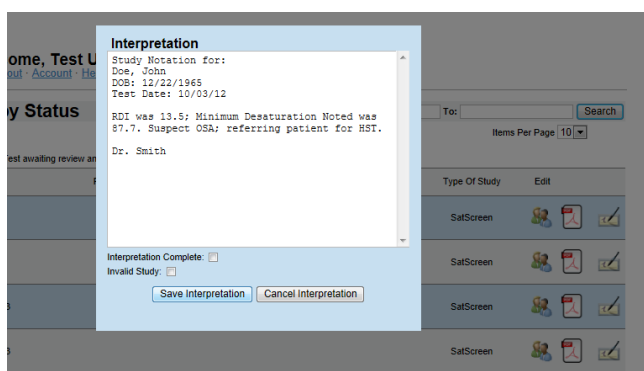 Interpretation
Study Notation for:
Doe, John
DOB: 12/22/1965
Test Date: 10/03/12
RDI was 13.5; Minimum Desaturation Noted was
87.7. Suspect OSA; referring patient for HST.
Dr. Smith
Interpretation Complete:
Invalid Study:
Save Interpretation Cancel Interpretation
ome, Test U
out - Account - He
y Status
To: Search
Items Per Page 10
Test awaiting review an
Type Of Study Edit
SatScreen
SatScreen
3 SatScreen
3 SatScreen